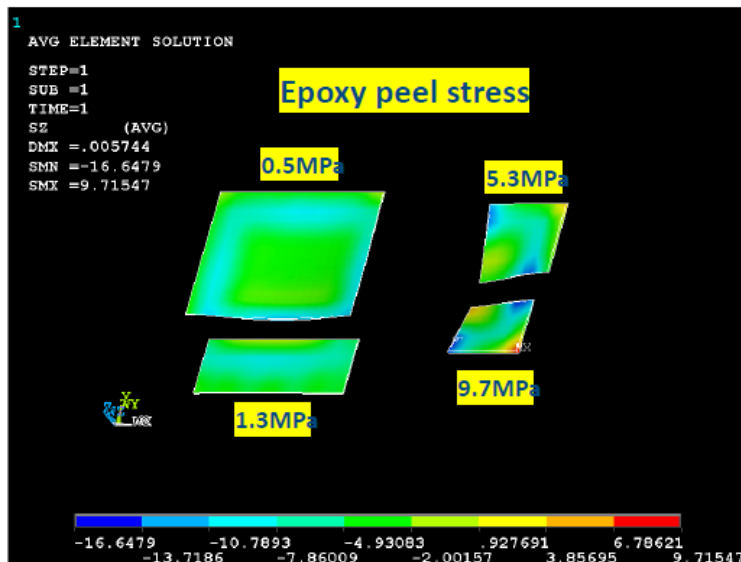 1
AVG ELEMENT SOLUTION
STEP=1
SUB =1
TIME=1
SZ (AVG)
DMX =.005744
SMN =-16.6479
SMX =9.71547
Epoxy peel stress
0.5MPa
5.3MPa
1.3MPa
9.7MPa
-16.6479 -10.7893 -4.93083 .927691 6.78621
-13.7186 -7.86009 -2.00157 3.85695 9.71547